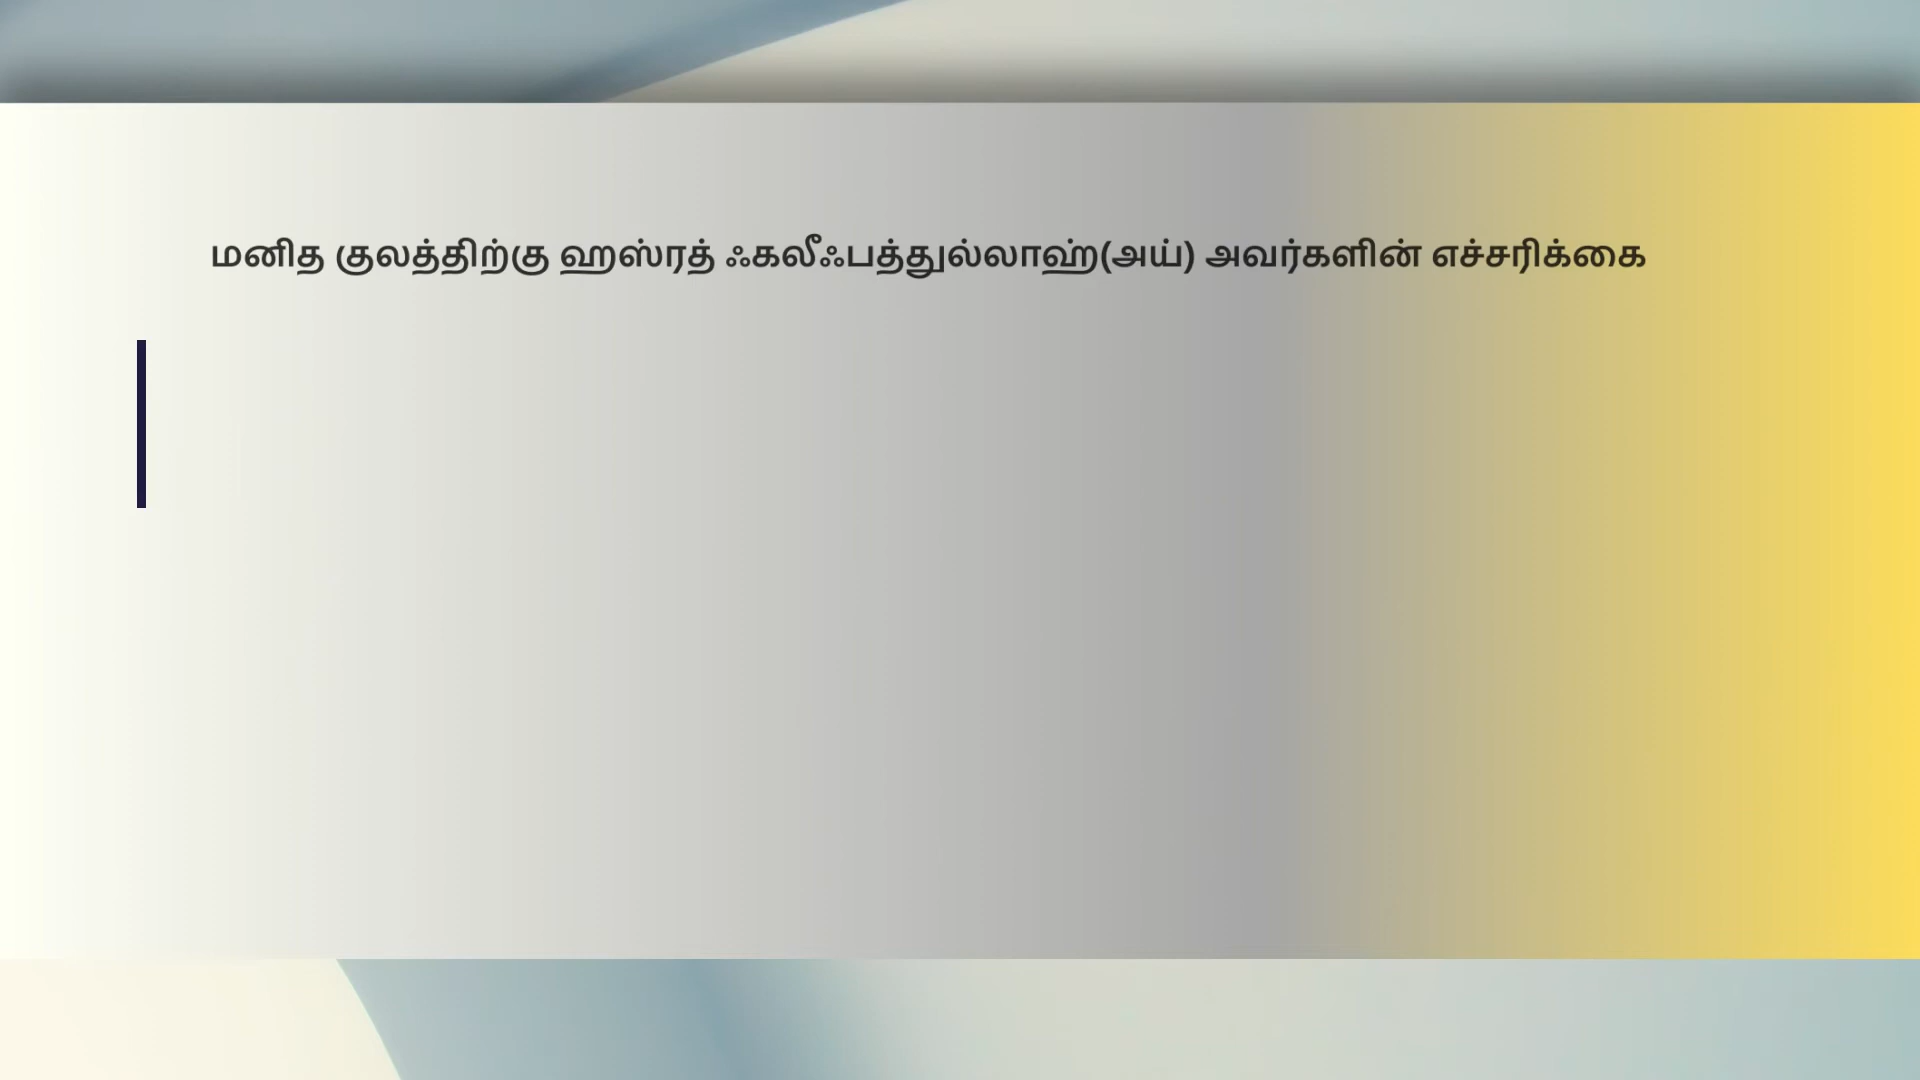 மனித குலத்திற்கு ஹஸ்ரத் ஃகலீஃபத்துல்லாஹ்(அய்) அவர்களின் எச்சரிக்கை